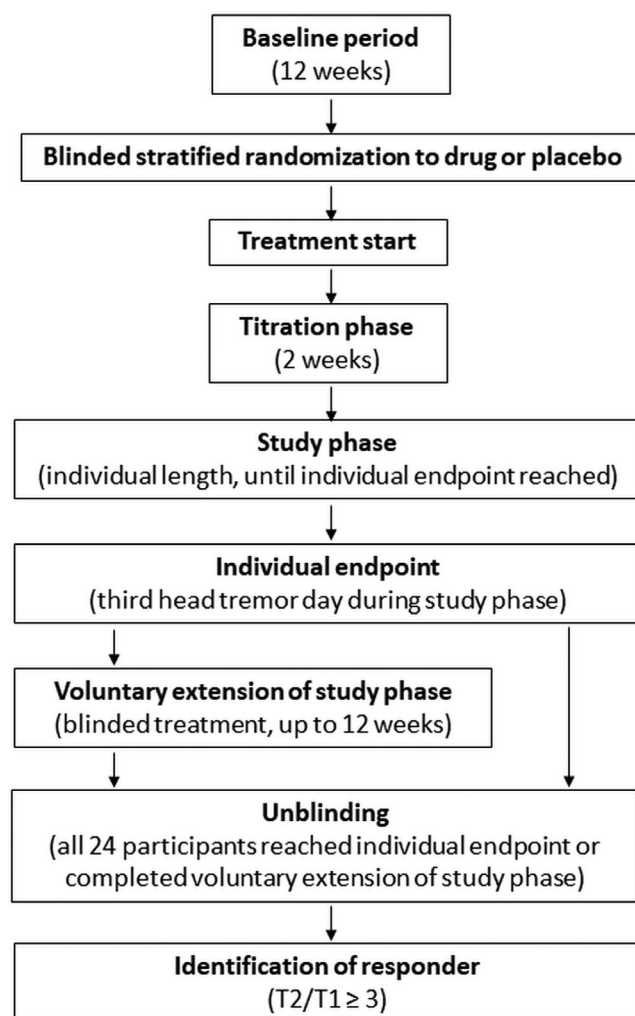 Baseline period
(12 weeks)
Blinded stratified randomization to drug or placebo
Treatment start
Titration phase
(2 weeks)
Study phase
(individual length, until individual endpoint reached)
Individual endpoint
(third head tremor day during study phase)
Voluntary extension of study phase
(blinded treatment, up to 12 weeks)
Unblinding
(all 24 participants reached individual endpoint or
completed voluntary extension of study phase)
Identification of responder
(T2/T1 ≥ 3)